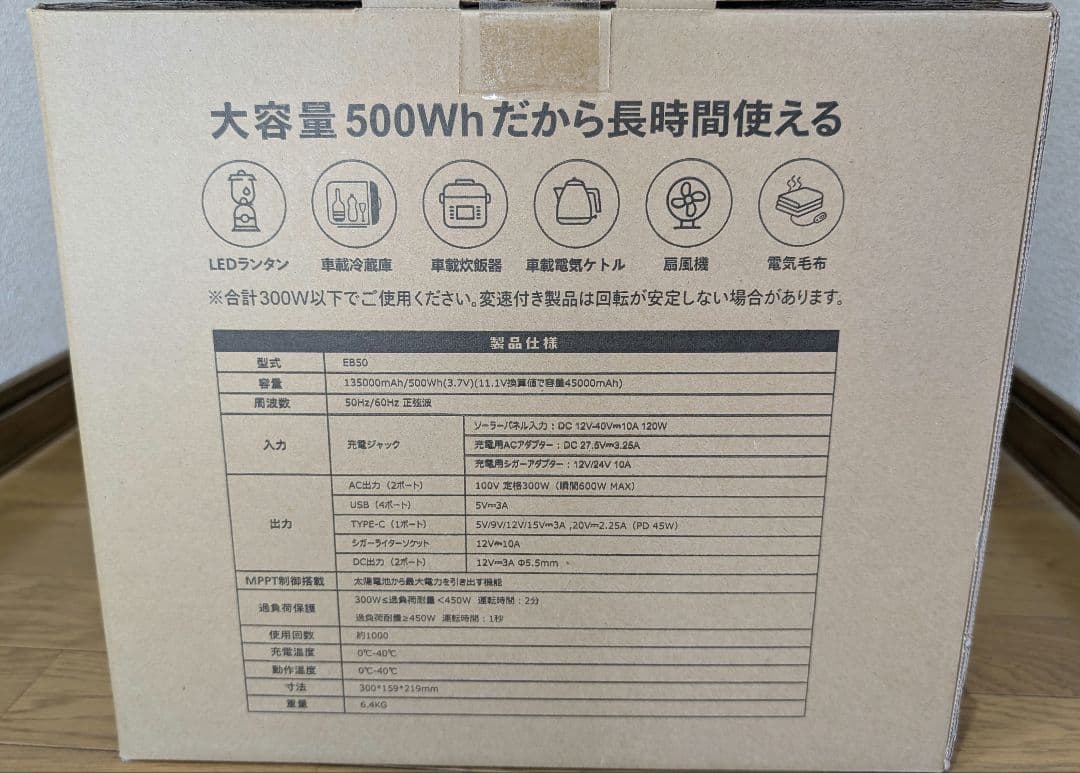 大容量 500Whだから長時間使える
LEDランタン 車載冷蔵庫 車載炊飯器 車載電気ケトル 扇風機 電気毛布
※合計300W以下でご使用ください。変速付き製品は回転が安定しない場合があります。
製品仕様
型式 EB50
容量 135000mAh/500Wh(3.7V)(11.1V換算値で容量45000mAh)
周波数 50Hz/60Hz 正弦波
入力 充電ジャック ソーラーパネル入力：DC 12V-40V⎓10A 120W
充電用ACアダプター：DC 27.5V⎓3.25A
充電用シガーアダプター：12V/24V 10A
出力 AC出力（2ポート） 100V 定格300W（瞬間600W MAX）
USB（4ポート） 5V⎓3A
TYPE-C（1ポート） 5V/9V/12V/15V⎓3A ,20V⎓2.25A（PD 45W）
シガーライターソケット 12V⎓10A
DC出力（2ポート） 12V⎓3A Φ5.5mm
MPPT制御搭載 太陽電池から最大電力を引き出す機能
過負荷保護 300W≤過負荷耐量<450W 運転時間：2分
過負荷耐量≥450W 運転時間：1秒
使用回数 約1000
充電温度 0℃-40℃
動作温度 0℃-40℃
寸法 300*159*219mm
重量 6.4KG